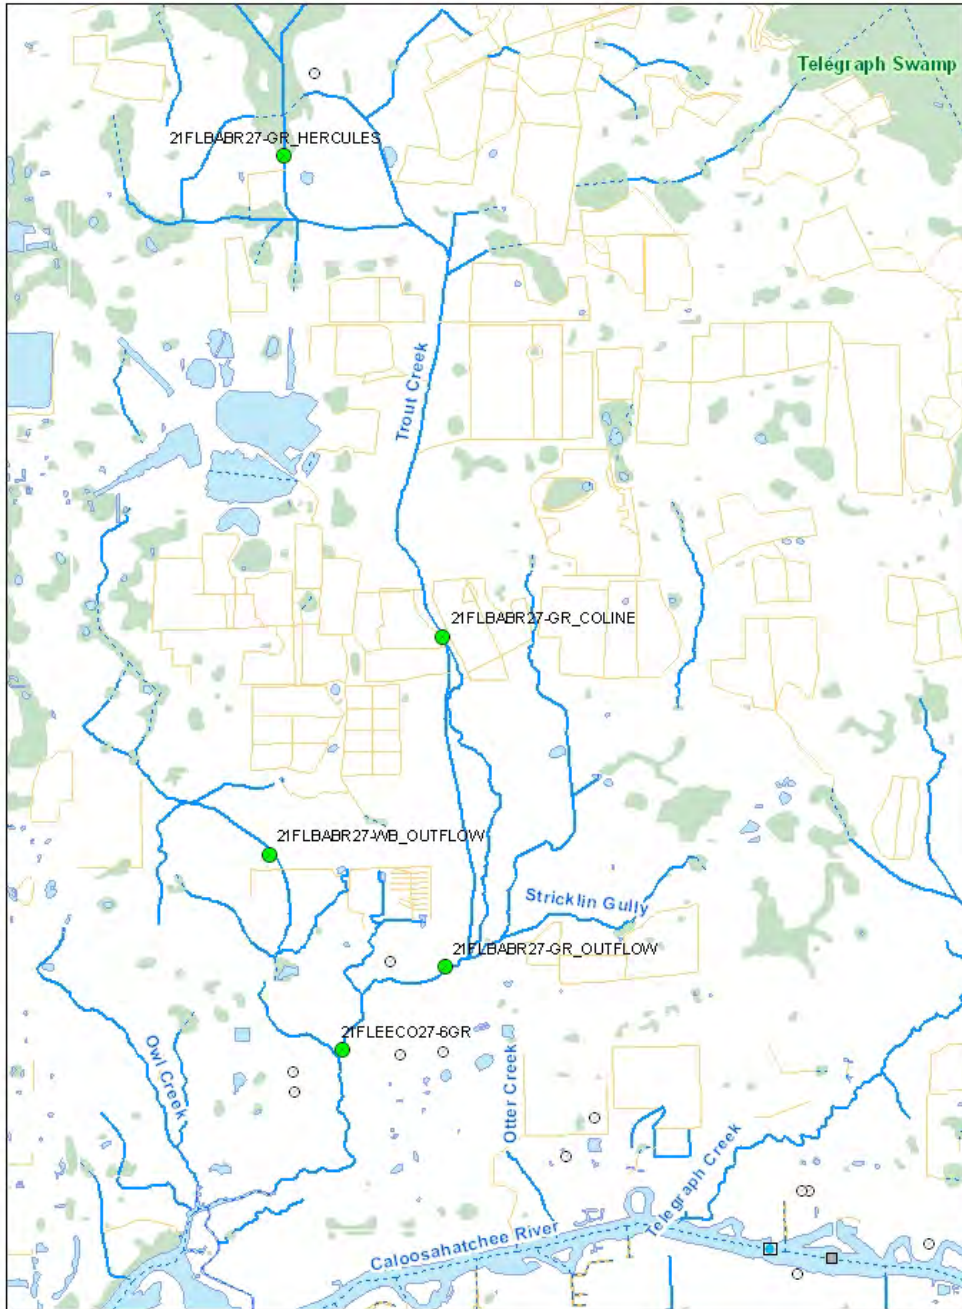 Telegraph Swamp
21FLBABR27-GR_HERCULES
Trout Creek
21FLBABR27-GR_COLINE
21FLBABR27-WB_OUTFLOW
Stricklin Gully
21FLBABR27-GR_OUTFLOW
21FLEECO27-6GR
Owl Creek
Otter Creek
Telegraph Creek
Caloosahatchee River